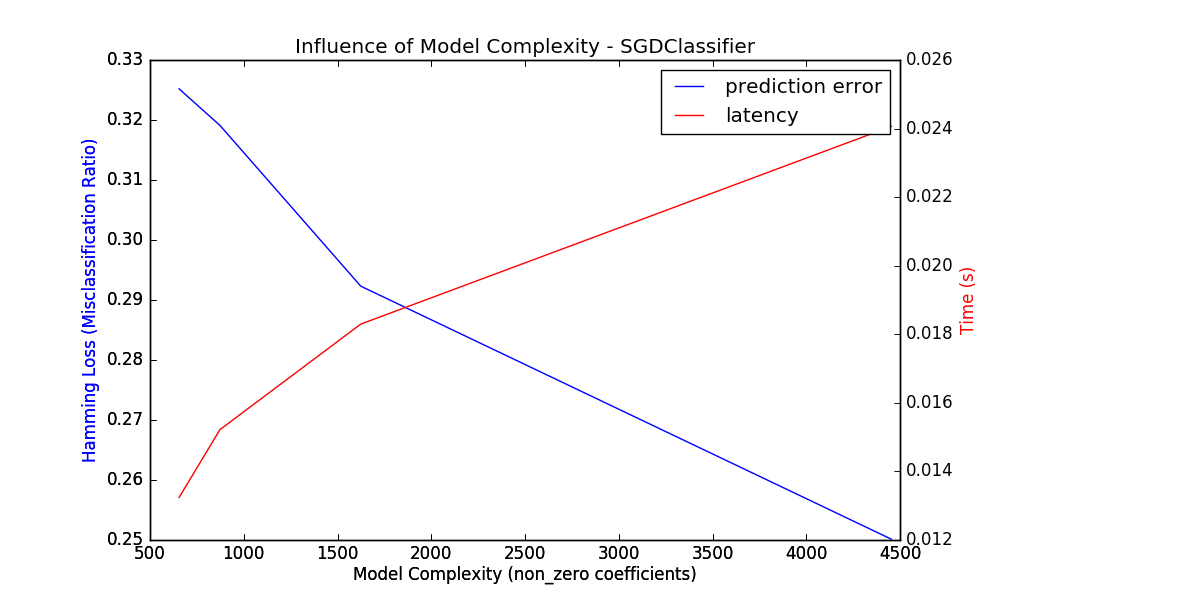 Influence of Model Complexity - SGDClassifier
prediction error
latency
Hamming Loss (Misclassification Ratio)
0.33
0.32
0.31
0.30
0.29
0.28
0.27
0.26
0.25
0.026
0.024
0.022
0.020
0.018
0.016
0.014
0.012
Time (s)
500 1000 1500 2000 2500 3000 3500 4000 4500
Model Complexity (non_zero coefficients)